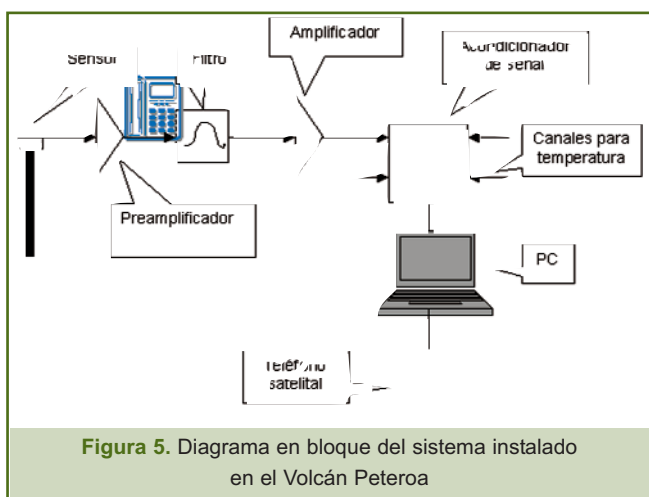 Amplificador
Sensor
Filtro
Acondicionador
de señal
Canales para
temperatura
Preamplificador
PC
Teléfono
satelital
Figura 5. Diagrama en bloque del sistema instalado
en el Volcán Peteroa